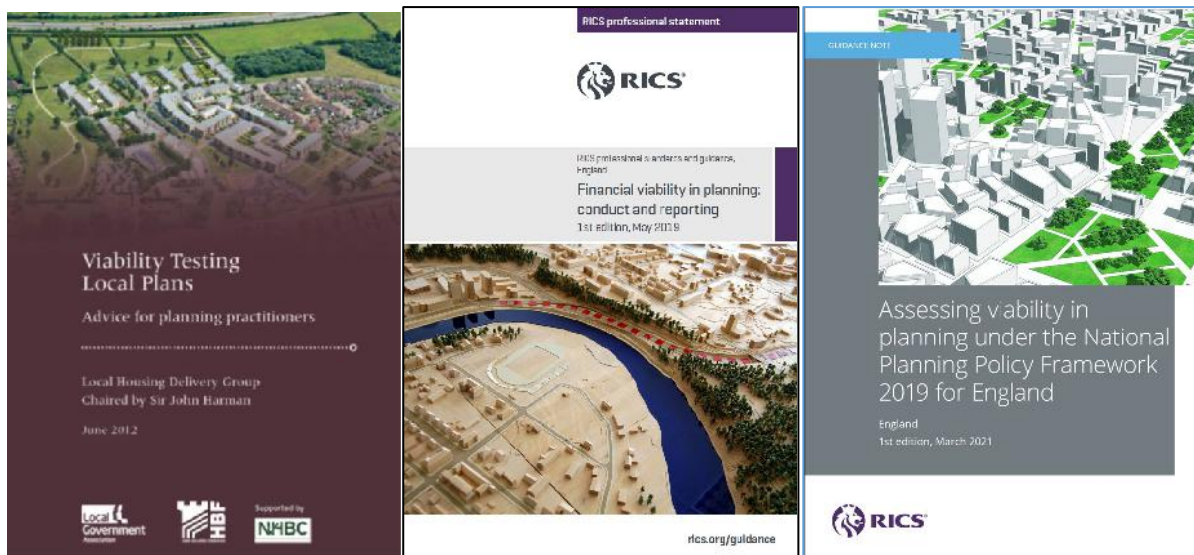 Viability Testing
Local Plans
Advice for planning practitioners
Local Housing Delivery Group
Chaired by Sir John Harman
June 2012
Local
Government
Association
HBF
Supported by
NHBC
RICS professional statement
RICS
RICS professional standards and guidance,
England
Financial viability in planning:
conduct and reporting
1st edition, May 2019
rics.org/guidance
GUIDANCE NOTE
Assessing viability in
planning under the National
Planning Policy Framework
2019 for England
England
1st edition, March 2021
RICS